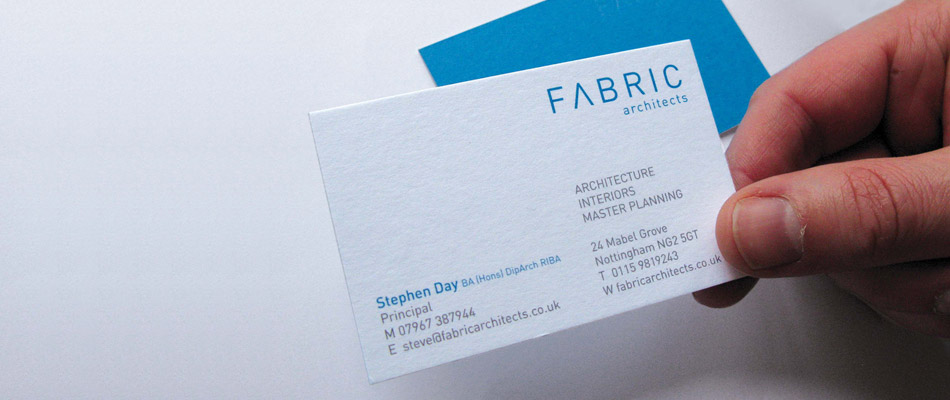 FABRIC
architects
ARCHITECTURE
INTERIORS
MASTER PLANNING
24 Mabel Grove
Nottingham NG2 5GT
T 0115 9819243
W fabricarchitects.co.uk
Stephen Day BA (Hons) DipArch RIBA
Principal
M 07967 387944
E steve@fabricarchitects.co.uk